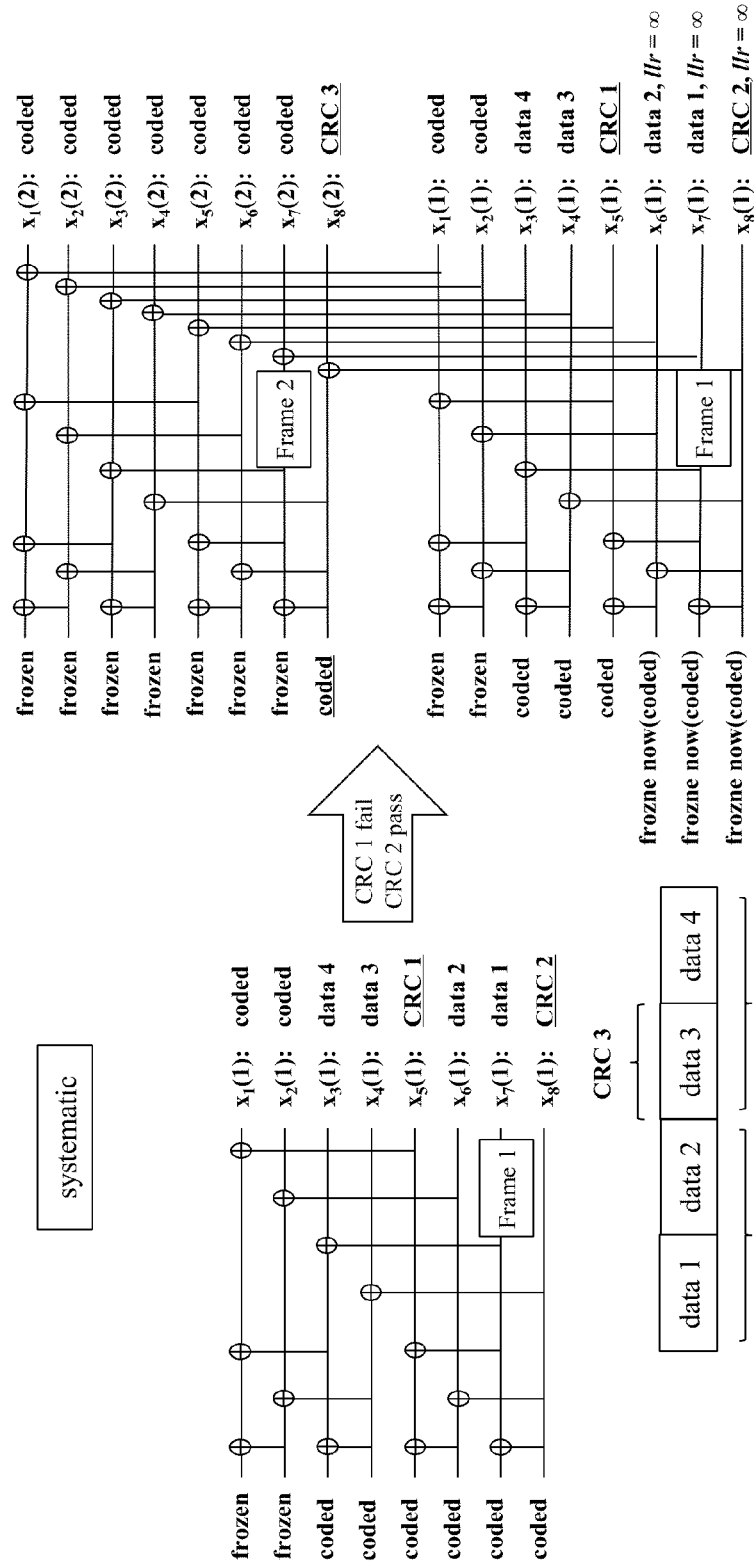 systematic
frozen x₁(1): coded
frozen x₂(1): coded
coded x₃(1): data 4
coded x₄(1): data 3
coded x₅(1): CRC 1
coded x₆(1): data 2
coded x₇(1): data 1
coded x₈(1): CRC 2
Frame 1
CRC 3
data 1 data 2 data 3 data 4
CRC 1 fail
CRC 2 pass
frozen x₁(2): coded
frozen x₂(2): coded
frozen x₃(2): coded
frozen x₄(2): coded
frozen x₅(2): coded
frozen x₆(2): coded
frozen x₇(2): coded
coded x₈(2): CRC 3
Frame 2
frozen x₁(1): coded
frozen x₂(1): coded
coded x₃(1): data 4
coded x₄(1): data 3
coded x₅(1): CRC 1
frozne now(coded) x₆(1): data 2, llr = ∞
frozne now(coded) x₇(1): data 1, llr = ∞
frozne now(coded) x₈(1): CRC 2, llr = ∞
Frame 1